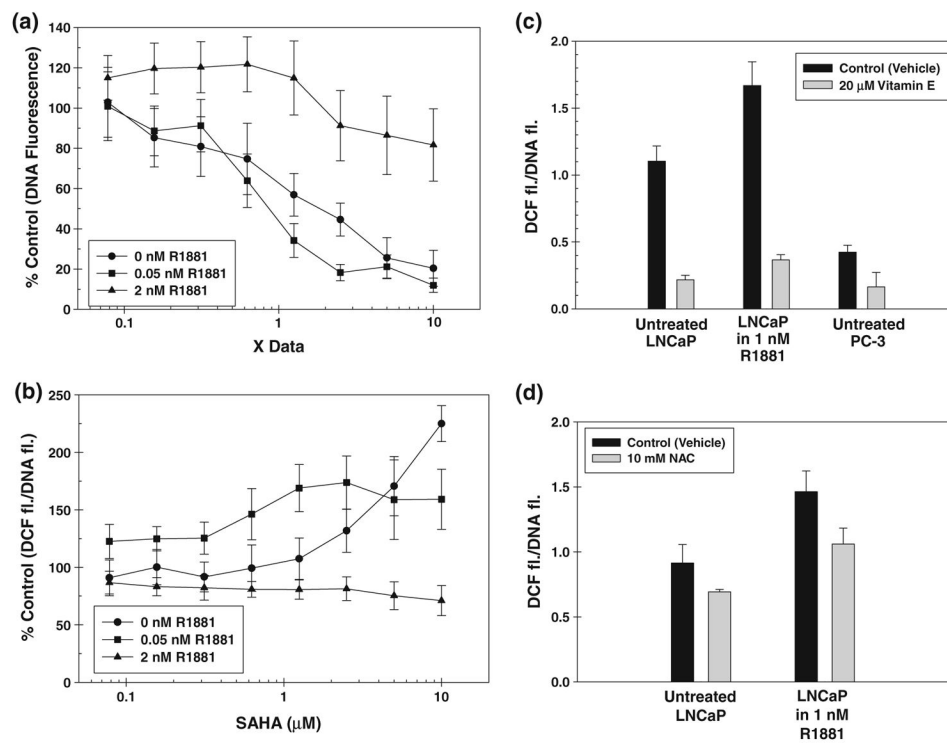 (a)
140
120
100
80
60
40
20
0
% Control (DNA Fluorescence)
0 nM R1881
0.05 nM R1881
2 nM R1881
0.1
1
10
X Data
(b)
250
200
150
100
50
0
% Control (DCF fl./DNA fl.)
0 nM R1881
0.05 nM R1881
2 nM R1881
0.1
1
10
SAHA (μM)
(c)
2.0
1.5
1.0
0.5
0.0
DCF fl./DNA fl.
Control (Vehicle)
20 μM Vitamin E
Untreated
LNCaP
LNCaP
in 1 nM
R1881
Untreated
PC-3
(d)
2.0
1.5
1.0
0.5
0.0
DCF fl./DNA fl.
Control (Vehicle)
10 mM NAC
Untreated
LNCaP
LNCaP
in 1 nM
R1881